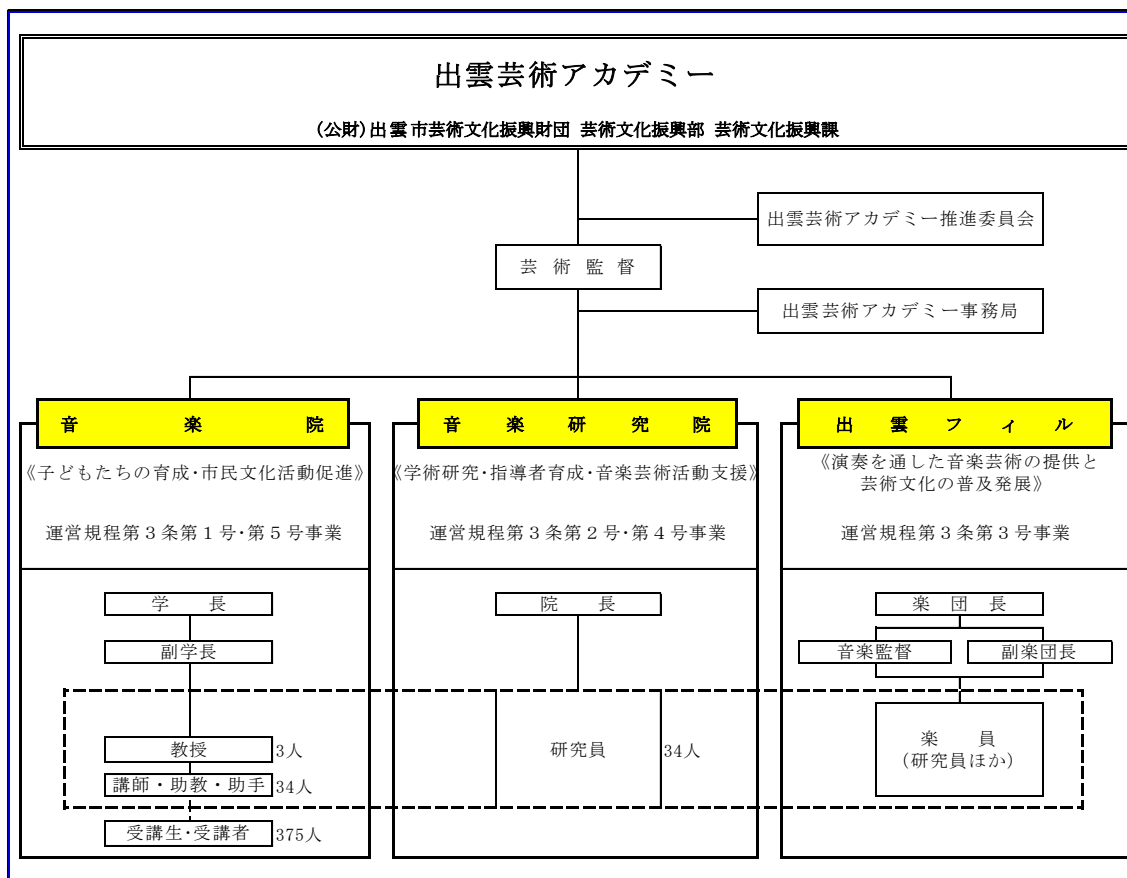 出雲芸術アカデミー
(公財)出雲市芸術文化振興財団 芸術文化振興部 芸術文化振興課
出雲芸術アカデミー推進委員会
芸術監督
出雲芸術アカデミー事務局
音楽院
《子どもたちの育成・市民文化活動促進》
運営規程第3条第1号・第5号事業
学長
副学長
教授 3人
講師・助教・助手 34人
受講生・受講者 375人
音楽研究院
《学術研究・指導者育成・音楽芸術活動支援》
運営規程第3条第2号・第4号事業
院長
研究員 34人
出雲フィル
《演奏を通した音楽芸術の提供と
芸術文化の普及発展》
運営規程第3条第3号事業
楽団長
音楽監督 副楽団長
楽員
(研究員ほか)